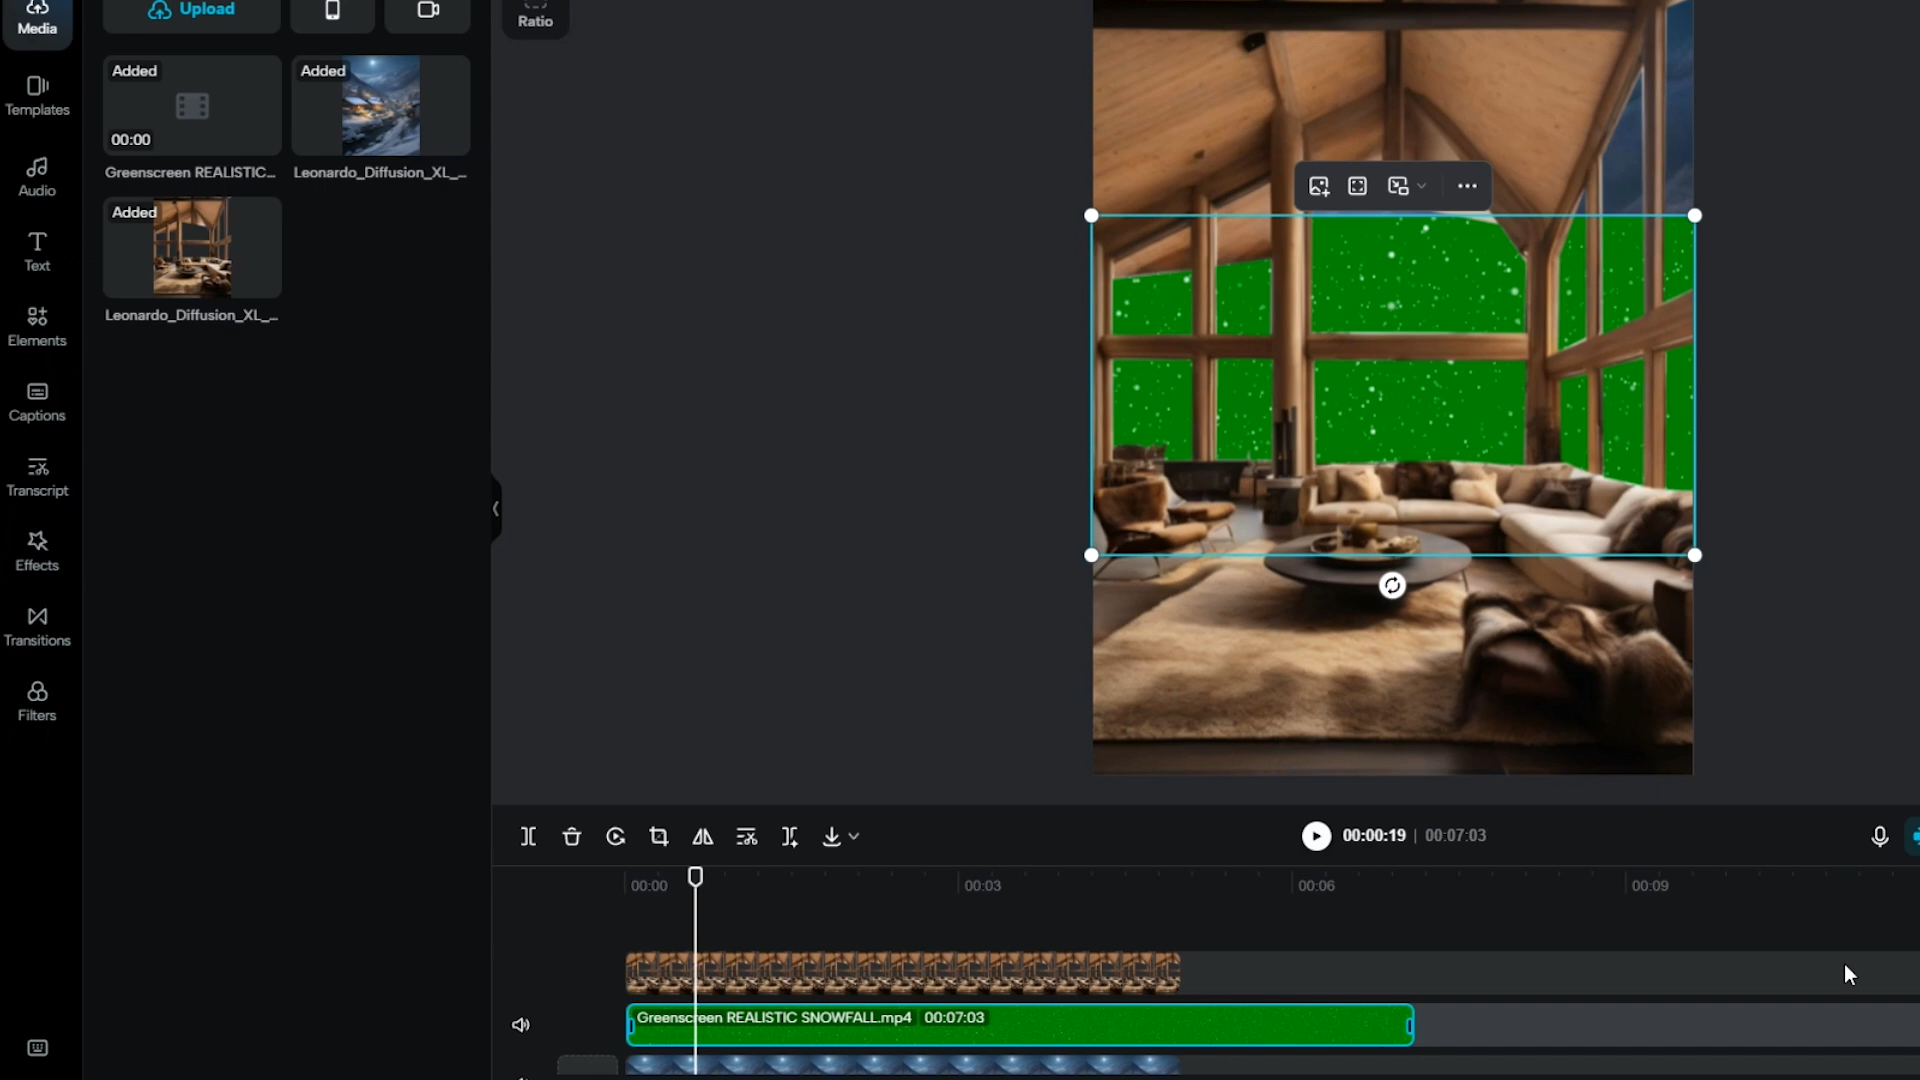 Media
Upload
Ratio
Added
Added
00:00
Greenscreen REALISTIC...
Leonardo_Diffusion_XL_...
Added
Leonardo_Diffusion_XL_...
Templates
Audio
Text
Elements
Captions
Transcript
Effects
Transitions
Filters
00:00:19 | 00:07:03
00:00
00:03
00:06
00:09
Greenscreen REALISTIC SNOWFALL.mp4 00:07:03